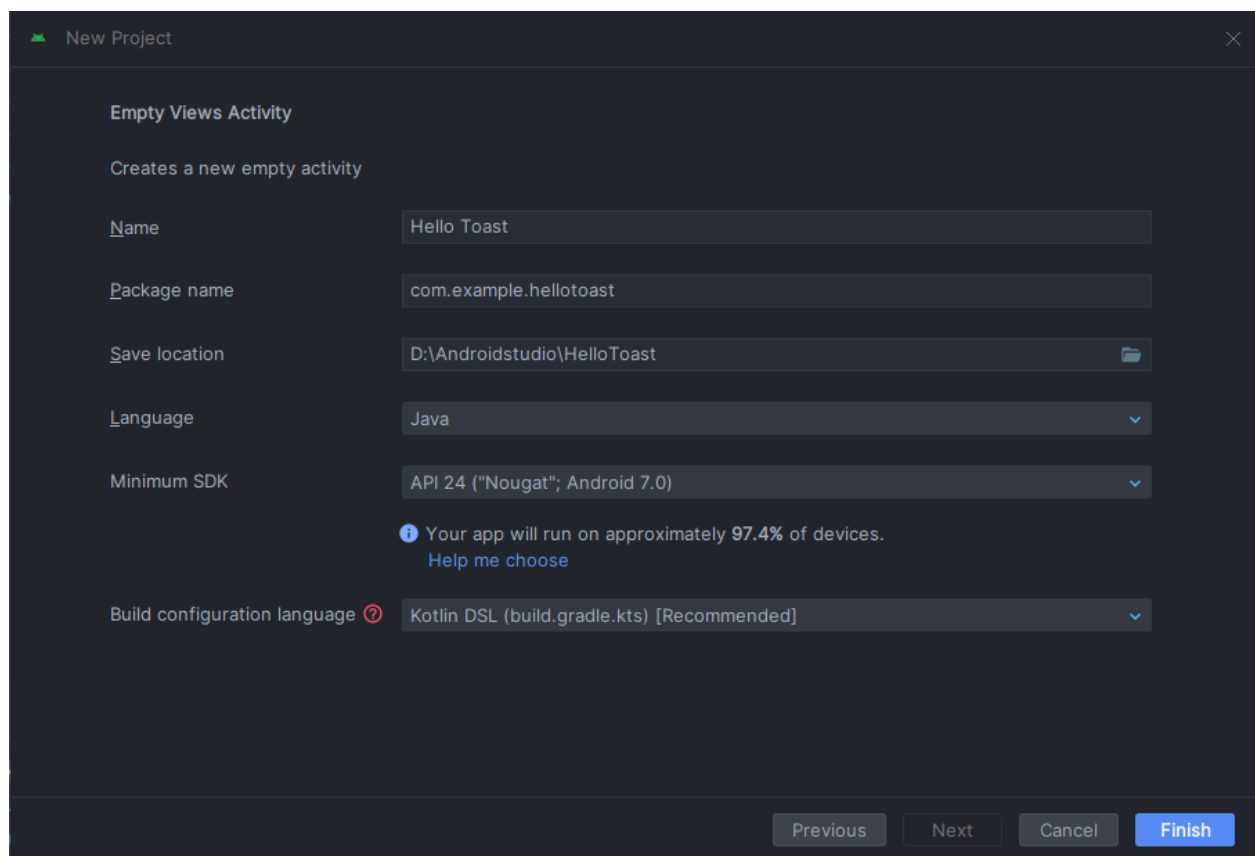 New Project
Empty Views Activity
Creates a new empty activity
Name Hello Toast
Package name com.example.hellotoast
Save location D:\Androidstudio\HelloToast
Language Java
Minimum SDK API 24 ("Nougat"; Android 7.0)
Your app will run on approximately 97.4% of devices.
Help me choose
Build configuration language Kotlin DSL (build.gradle.kts) [Recommended]
Previous Next Cancel Finish